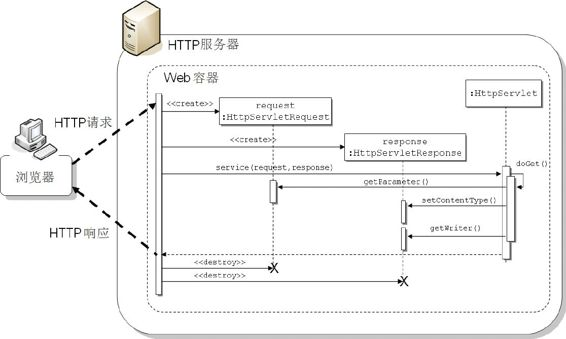 HTTP服务器
Web 容器
:HttpServlet
<<create>>
request
:HttpServletRequest
HTTP请求
<<create>>
response
:HttpServletResponse
浏览器
service(request,response)
doGet()
getParameter()
setContentType()
getWriter()
HTTP 响应
<<destroy>>
X
<<destroy>>
X